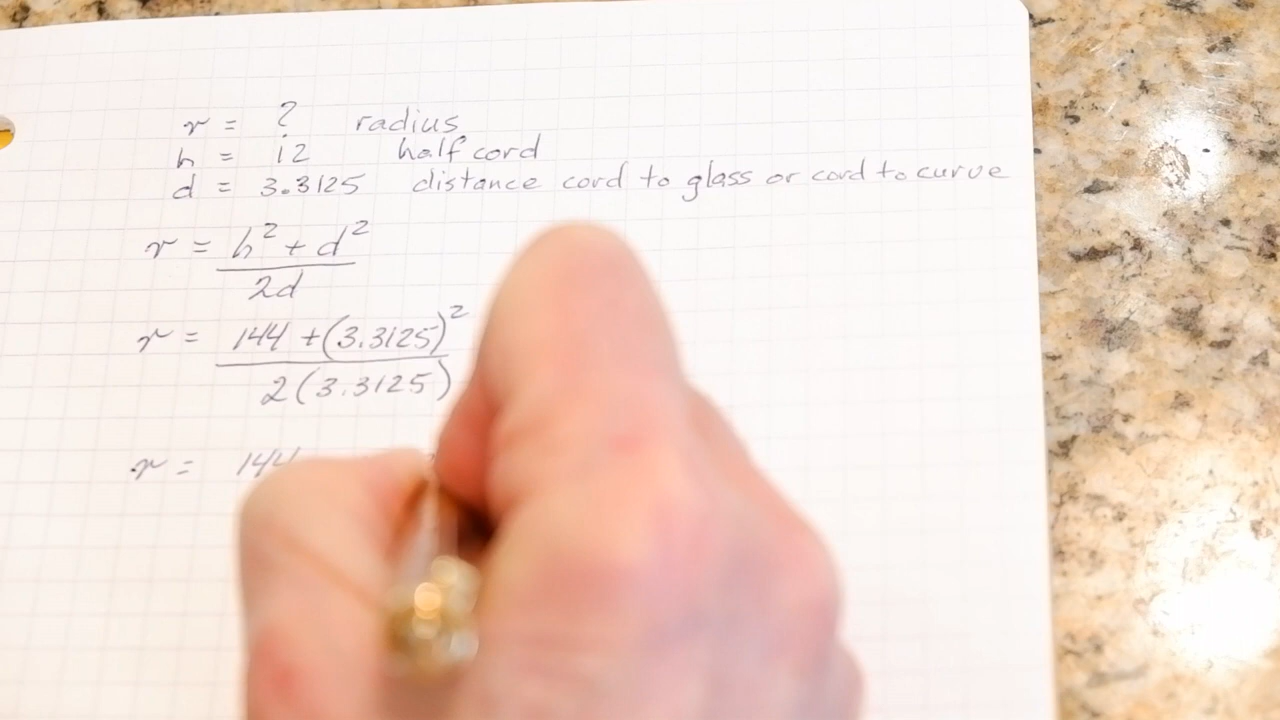 r = ? radius
h = 12 half cord
d = 3.3125 distance cord to glass or cord to curve
r = h² + d²
2d
r = 144 + (3.3125)²
2(3.3125)
r = 144